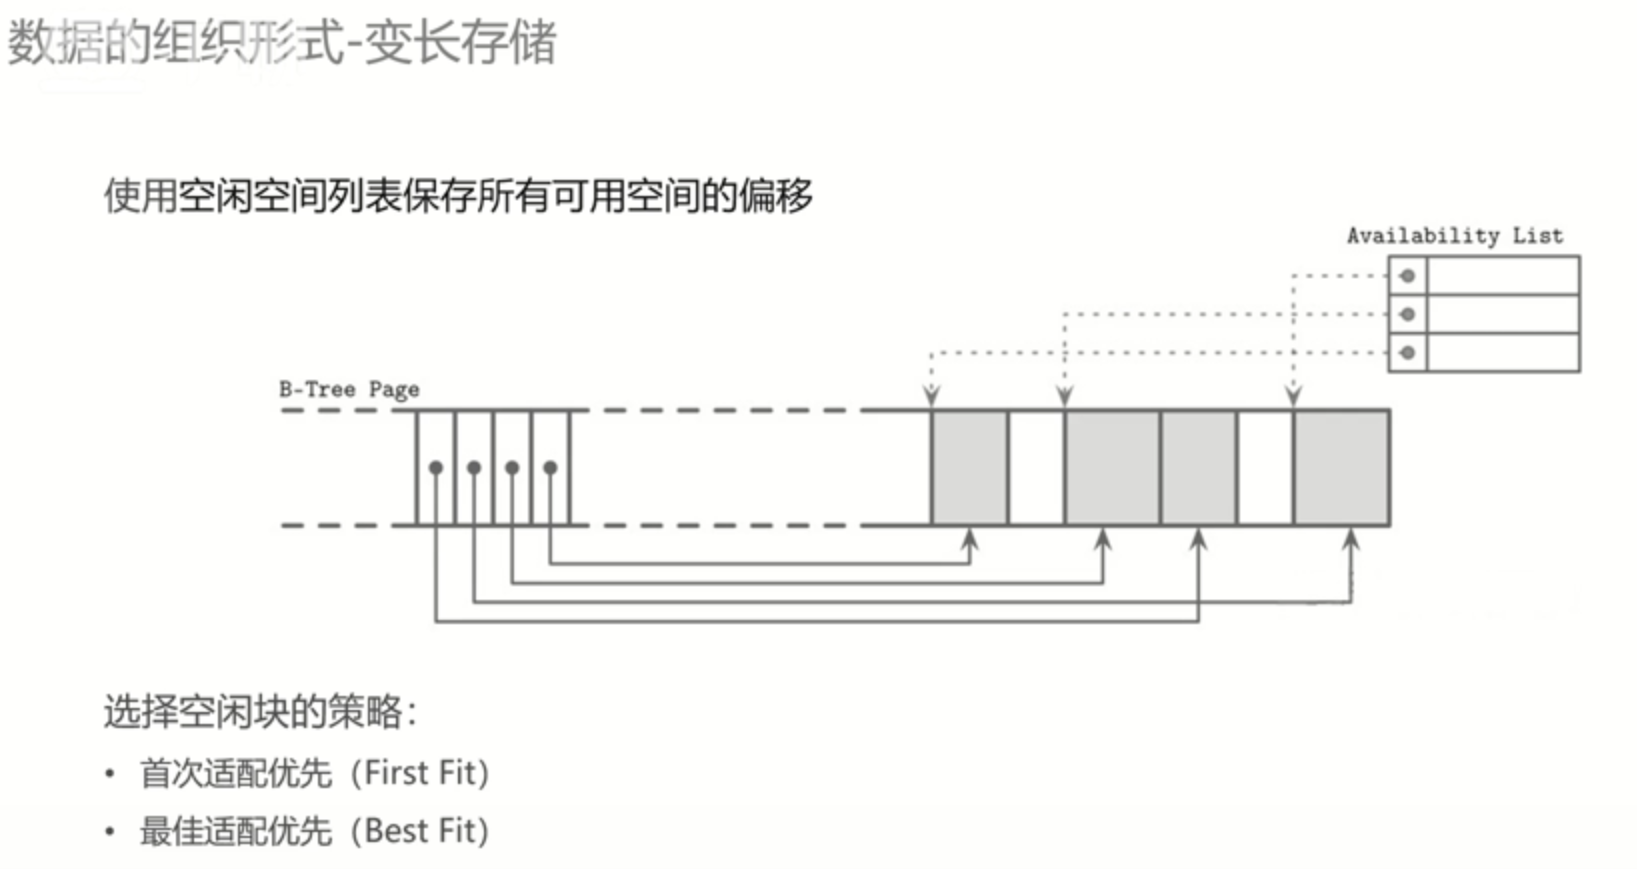 数据的组织形式-变长存储
使用空闲空间列表保存所有可用空间的偏移
Availability List
B-Tree Page
选择空闲块的策略：
• 首次适配优先（First Fit）
• 最佳适配优先（Best Fit）